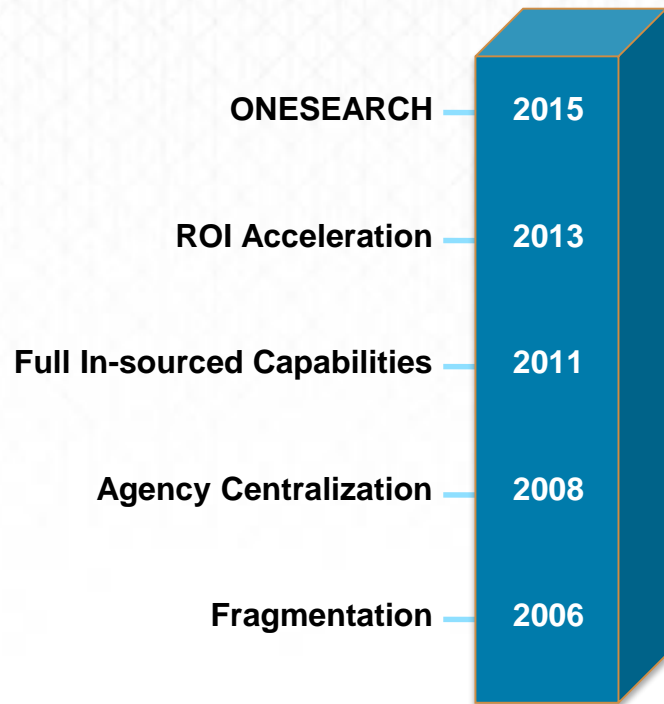 ONESEARCH 2015
ROI Acceleration 2013
Full In-sourced Capabilities 2011
Agency Centralization 2008
Fragmentation 2006